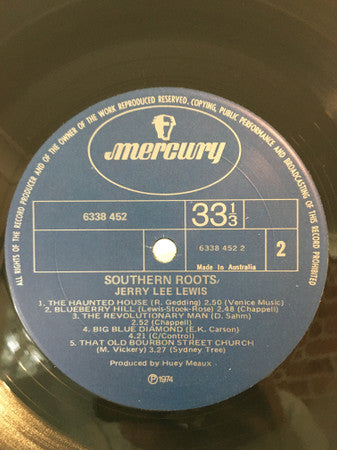 ALL RIGHTS OF THE RECORD PRODUCER AND OF THE OWNER OF THE WORK REPRODUCED RESERVED. COPYING, PUBLIC PERFORMANCE AND BROADCASTING OF THIS RECORD PROHIBITED
mercury
6338 452
33 1/3
6338 452 2
Made in Australia
2
SOUTHERN ROOTS/
JERRY LEE LEWIS
1. THE HAUNTED HOUSE (R. Gedding) 2,50 (Venice Music)
2. BLUEBERRY HILL (Lewis-Stock-Rose) 2,48 (Chappell)
3. THE REVOLUTIONARY MAN (D. Sahm)
2,52 (Chappell)
4. BIG BLUE DIAMOND (E.K. Carson)
4,21 (C/Control)
5. THAT OLD BOURBON STREET CHURCH
(M. Vickery) 3,27 (Sydney Tree)
Produced by Huey Meaux
℗1974